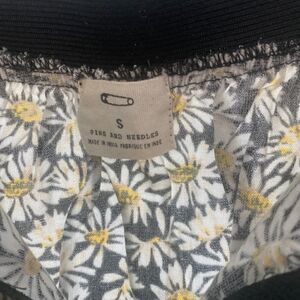 S
PINS AND NEEDLES
MADE IN INDIA FABRIQUE EN INDE